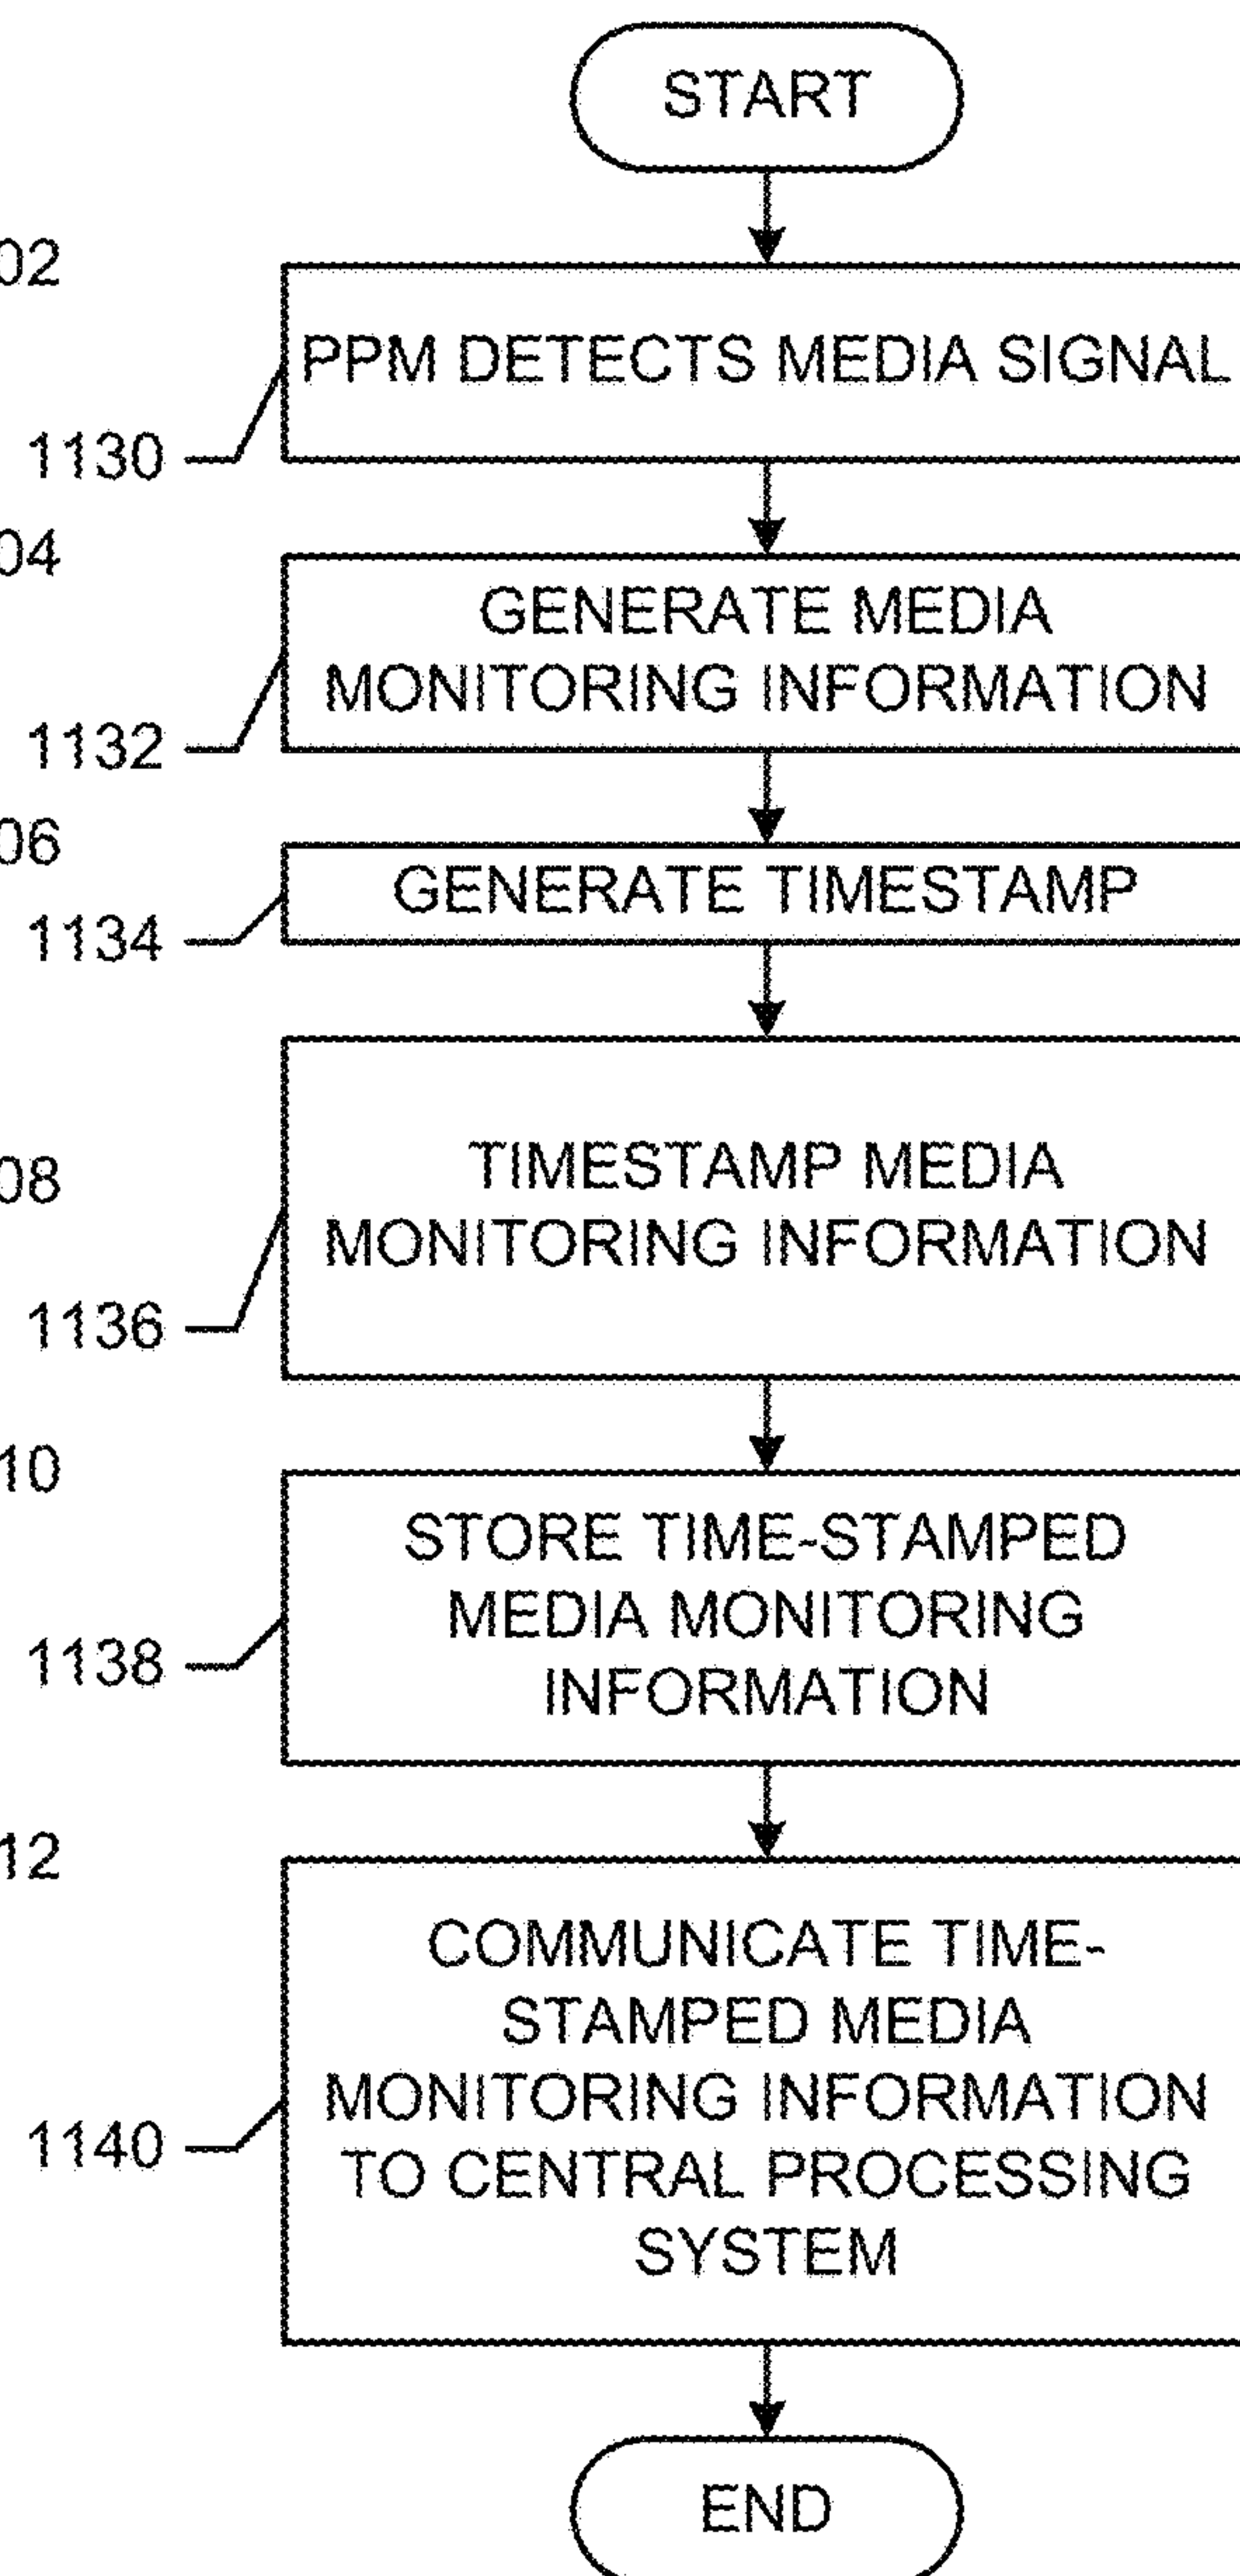 START
02
PPM DETECTS MEDIA SIGNAL
1130
04
GENERATE MEDIA
MONITORING INFORMATION
1132
06
GENERATE TIMESTAMP
1134
TIMESTAMP MEDIA
08
MONITORING INFORMATION
1136
10
STORE TIME-STAMPED
MEDIA MONITORING
1138
INFORMATION
12
COMMUNICATE TIME-
STAMPED MEDIA
MONITORING INFORMATION
1140
TO CENTRAL PROCESSING
SYSTEM
END